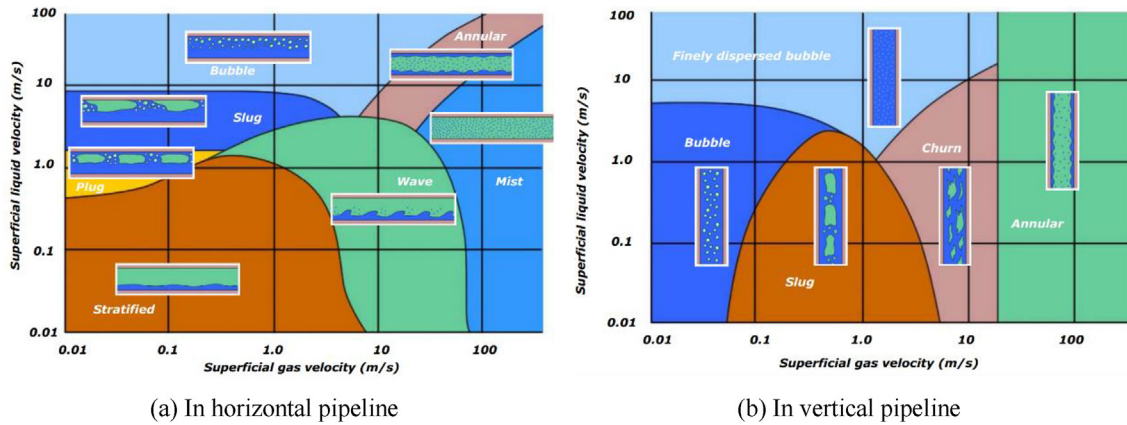 100
10
1.0
0.1
0.01
Superficial liquid velocity (m/s)
Bubble
Annular
Slug
Plug
Wave
Mist
Stratified
0.01 0.1 1.0 10 100
Superficial gas velocity (m/s)
(a) In horizontal pipeline
100
10
1.0
0.1
0.01
Superficial liquid velocity (m/s)
Finely dispersed bubble
Bubble
Churn
Annular
Slug
0.01 0.1 1.0 10 100
Superficial gas velocity (m/s)
(b) In vertical pipeline